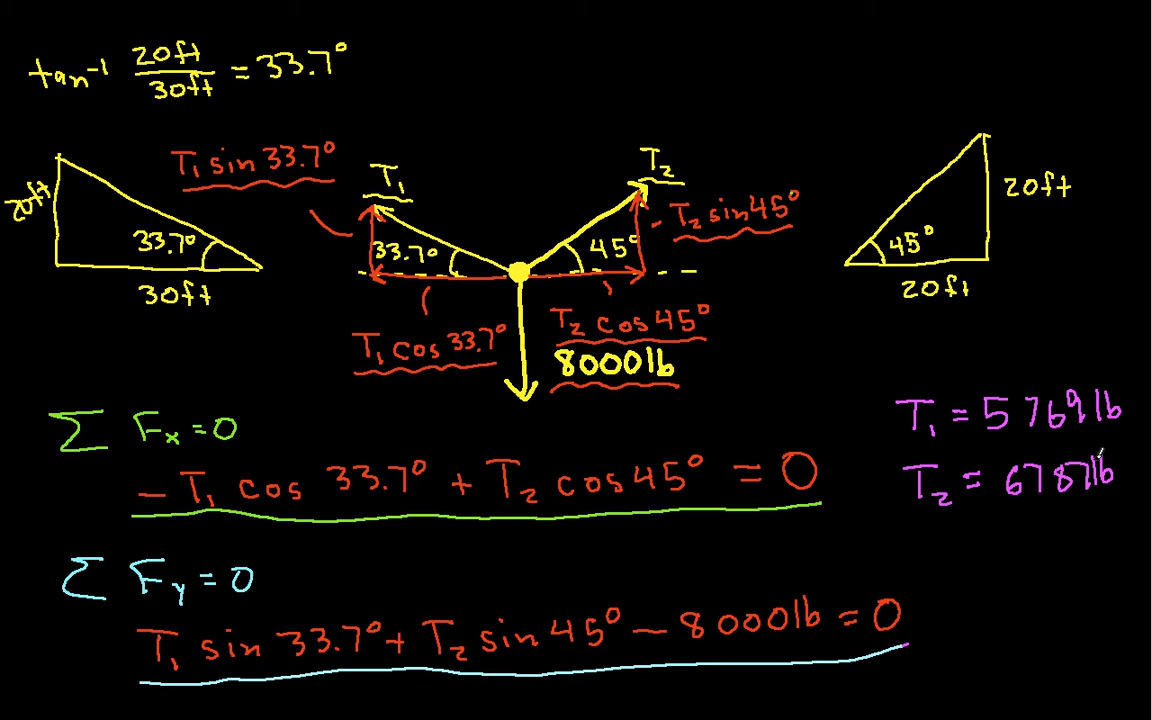 tan⁻¹ 20ft/30ft = 33.7°
T₁ sin 33.7°
T₁
T₂
T₂ sin 45°
20ft
33.7°
30ft
33.7°
45°
20ft
45°
20ft
T₁ cos 33.7°
T₂ cos 45°
8000lb
Σ Fₓ = 0
- T₁ cos 33.7° + T₂ cos 45° = 0
T₁ = 5769lb
T₂ = 6787lb
Σ Fᵧ = 0
T₁ sin 33.7° + T₂ sin 45° - 8000lb = 0